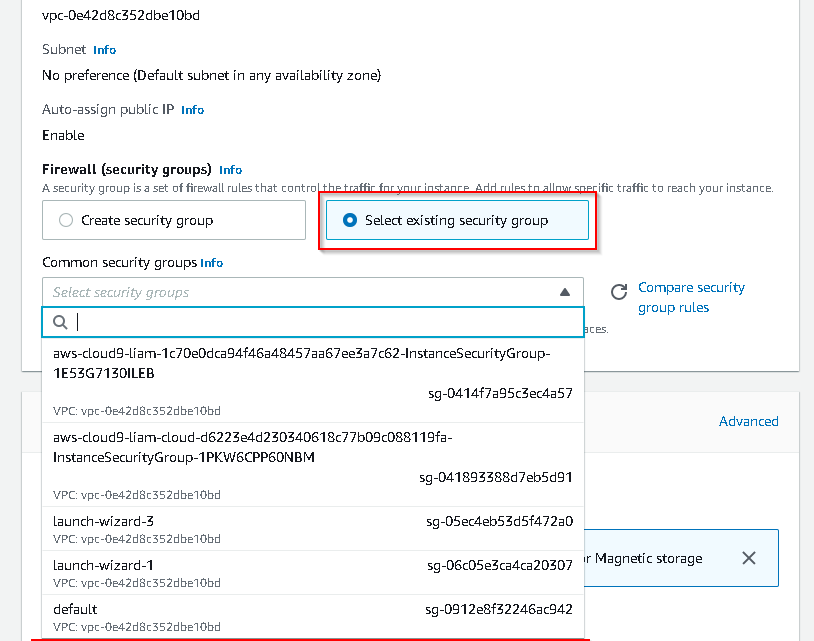 vpc-0e42d8c352dbe10bd
Subnet Info
No preference (Default subnet in any availability zone)
Auto-assign public IP Info
Enable
Firewall (security groups) Info
A security group is a set of firewall rules that control the traffic for your instance. Add rules to allow specific traffic to reach your instance.
Create security group
Select existing security group
Common security groups Info
Select security groups
Compare security
group rules
aces.
aws-cloud9-liam-1c70e0dca94f46a48457aa67ee3a7c62-InstanceSecurityGroup-
1E53G7130ILEB
sg-0414f7a95c3ec4a57
VPC: vpc-0e42d8c352dbe10bd
aws-cloud9-liam-cloud-d6223e4d230340618c77b09c088119fa-
InstanceSecurityGroup-1PKW6CPP60NBM
sg-041893388d7eb5d91
VPC: vpc-0e42d8c352dbe10bd
Advanced
launch-wizard-3 sg-05ec4eb53d5f472a0
VPC: vpc-0e42d8c352dbe10bd
launch-wizard-1 sg-06c05e3ca4ca20307
VPC: vpc-0e42d8c352dbe10bd
or Magnetic storage
default sg-0912e8f32246ac942
VPC: vpc-0e42d8c352dbe10bd